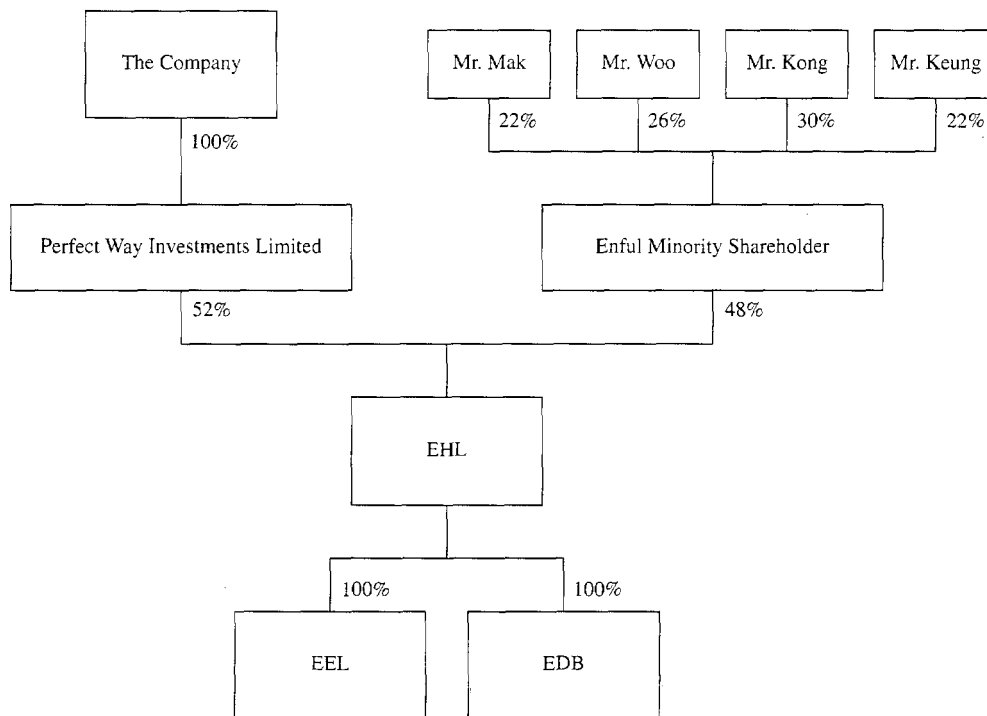 The Company
Mr. Mak
Mr. Woo
Mr. Kong
Mr. Keung
100%
22%
26%
30%
22%
Perfect Way Investments Limited
Enful Minority Shareholder
52%
48%
EHL
100%
100%
EEL
EDB